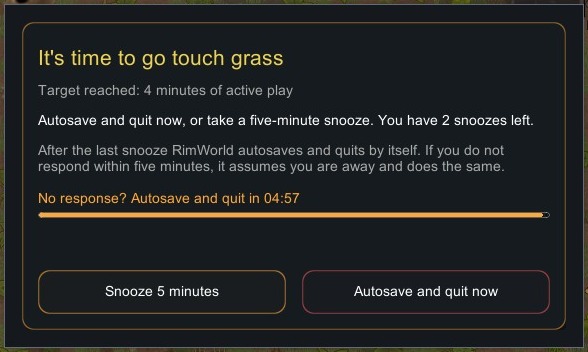 It's time to go touch grass
Target reached: 4 minutes of active play
Autosave and quit now, or take a five-minute snooze. You have 2 snoozes left.
After the last snooze RimWorld autosaves and quits by itself. If you do not
respond within five minutes, it assumes you are away and does the same.
No response? Autosave and quit in 04:57
Snooze 5 minutes
Autosave and quit now